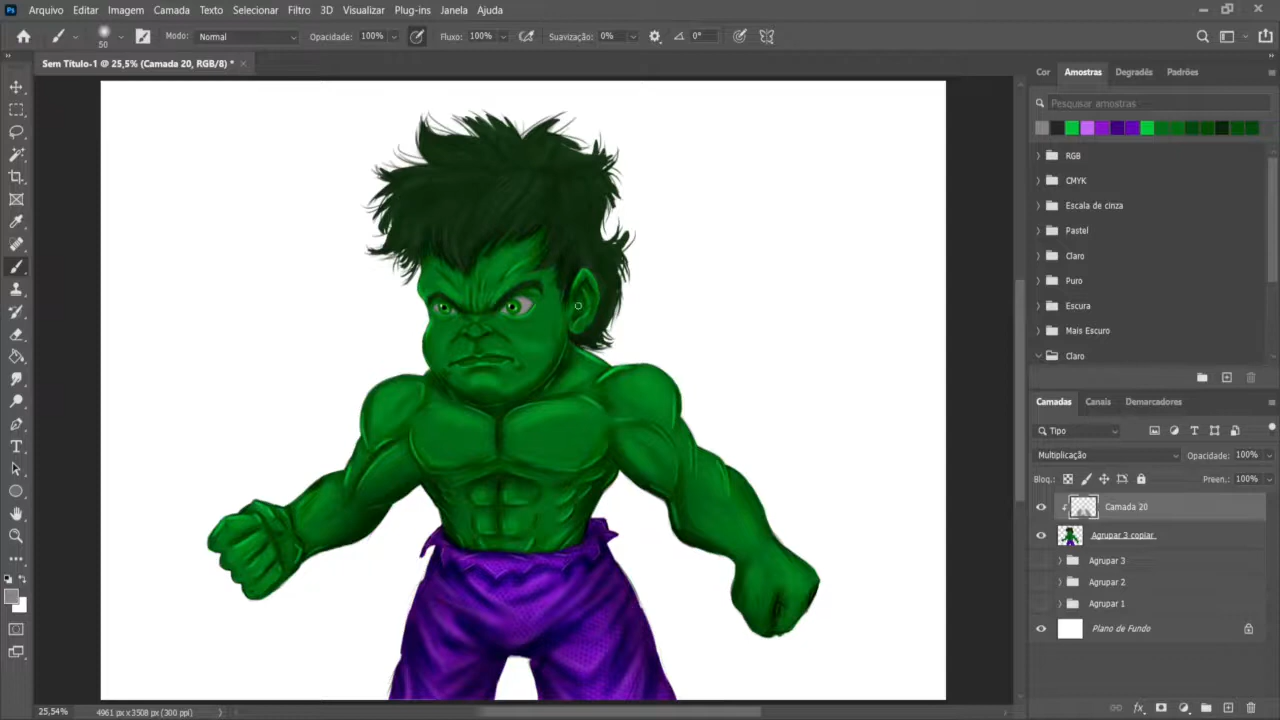 Ps Arquivo Editar Imagem Camada Texto Selecionar Filtro 3D Visualizar Plug-ins Janela Ajuda
50 Modo: Normal Opacidade: 100% Fluxo: 100% Suavização: 0% 0°
Sem Título-1 @ 25,5% (Camada 20, RGB/8) *
Cor Amostras Degradês Padrões
Pesquisar amostras
RGB
CMYK
Escala de cinza
Pastel
Claro
Puro
Escura
Mais Escuro
Claro
Camadas Canais Demarcadores
Tipo
Multiplicação Opacidade: 100%
Bloq.: Preen.: 100%
Camada 20
Agrupar 3 copiar
Agrupar 3
Agrupar 2
Agrupar 1
Plano de Fundo
25,54% 4961 px x 3508 px (300 ppi)
fx